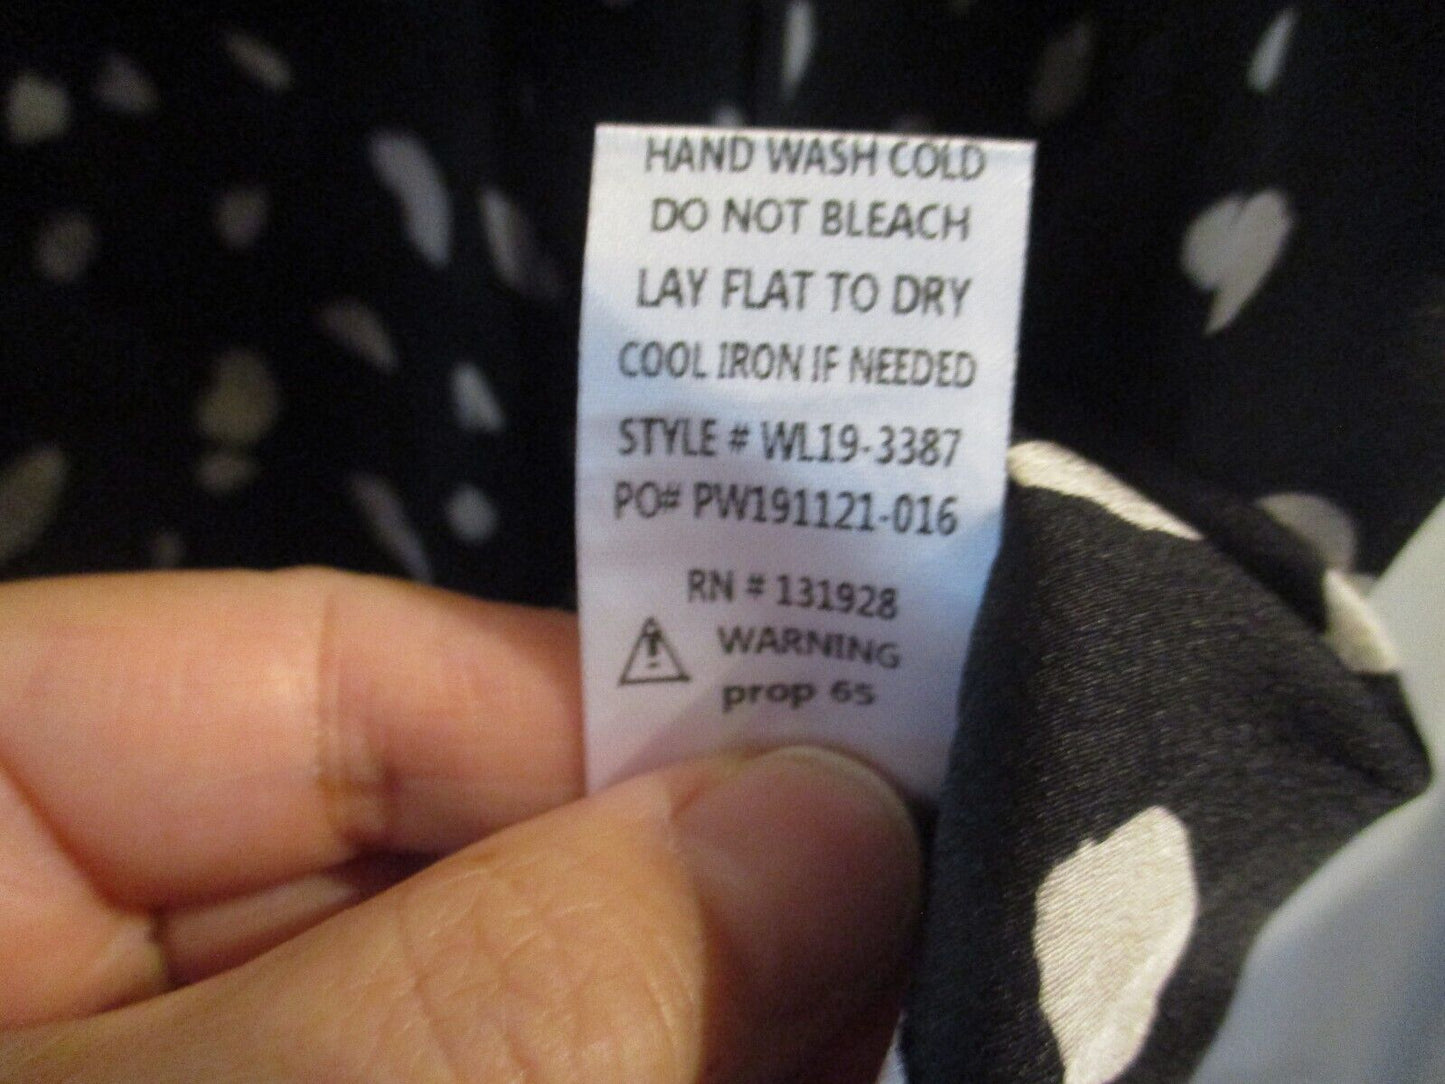 HAND WASH COLD
DO NOT BLEACH
LAY FLAT TO DRY
COOL IRON IF NEEDED
STYLE # WL19-3387
PO# PW191121-016
RN # 131928
WARNING
prop 65